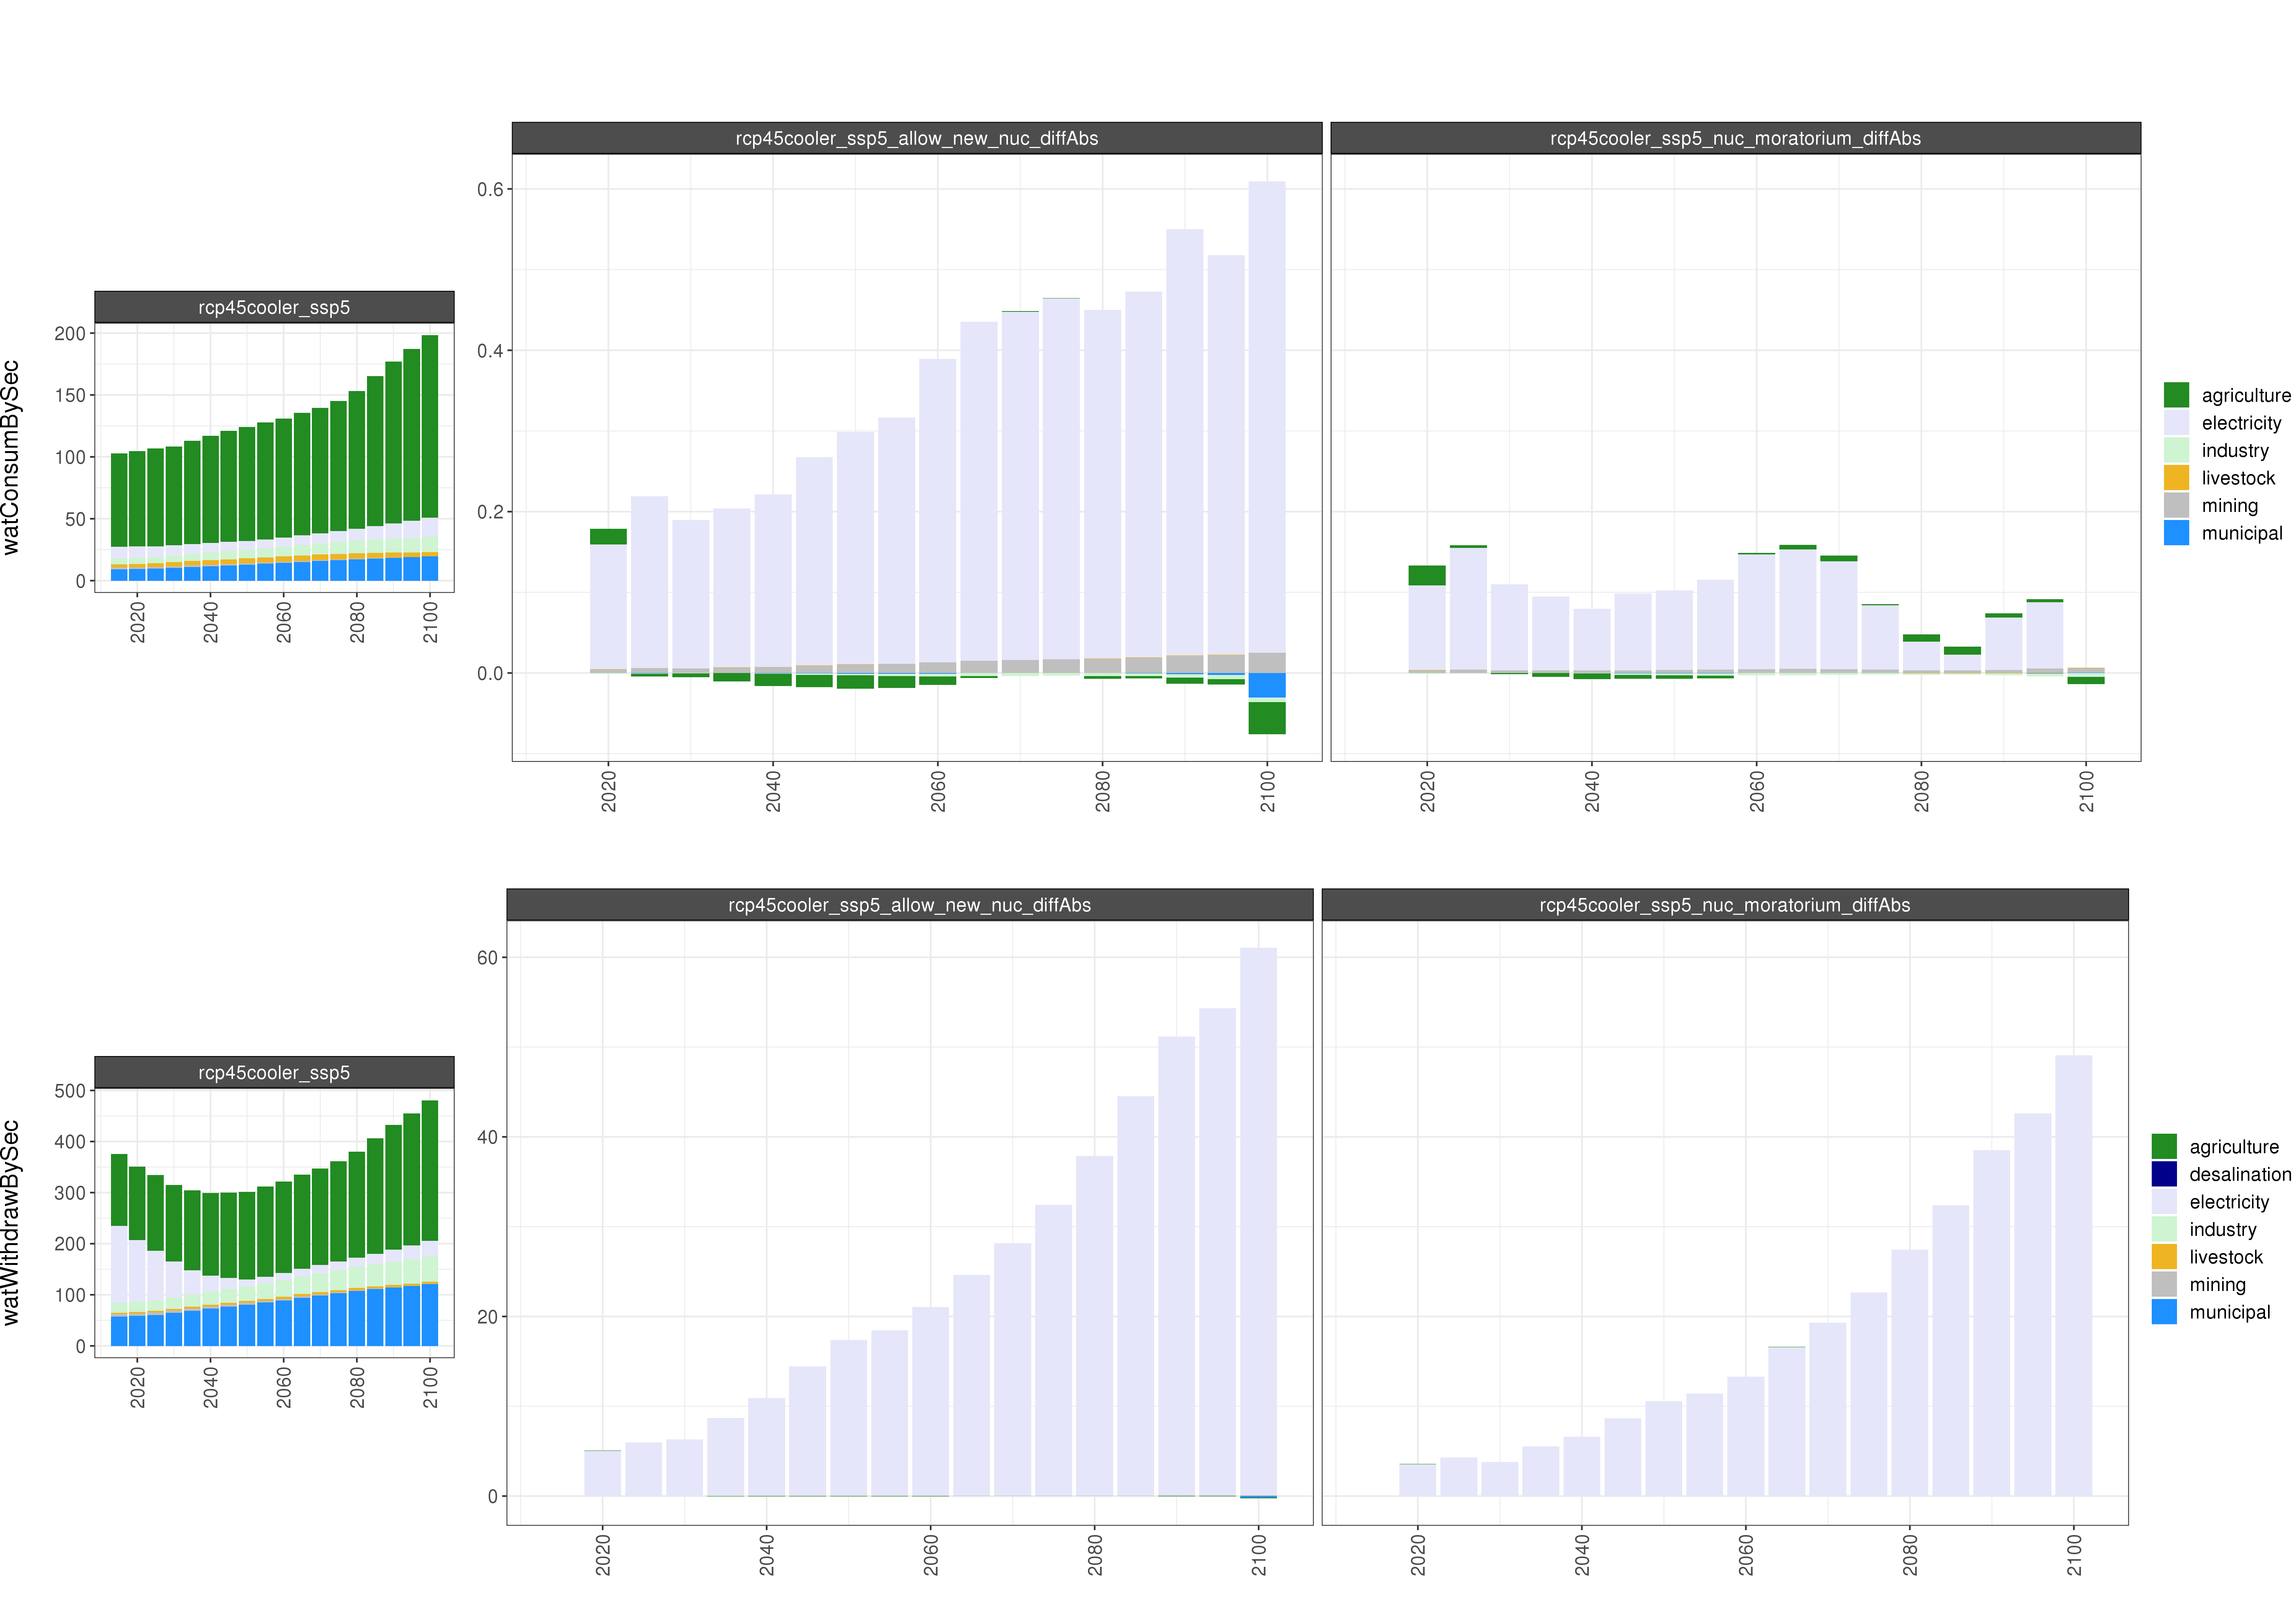 rcp45cooler_ssp5_allow_new_nuc_diffAbs
rcp45cooler_ssp5_nuc_moratorium_diffAbs
rcp45cooler_ssp5
watConsumBySec
200
150
100
50
0
2020
2040
2060
2080
2100
0.6
0.4
0.2
0.0
2020
2040
2060
2080
2100
2020
2040
2060
2080
2100
agriculture
electricity
industry
livestock
mining
municipal
rcp45cooler_ssp5_allow_new_nuc_diffAbs
rcp45cooler_ssp5_nuc_moratorium_diffAbs
rcp45cooler_ssp5
watWithdrawBySec
500
400
300
200
100
0
2020
2040
2060
2080
2100
60
40
20
0
2020
2040
2060
2080
2100
2020
2040
2060
2080
2100
agriculture
desalination
electricity
industry
livestock
mining
municipal